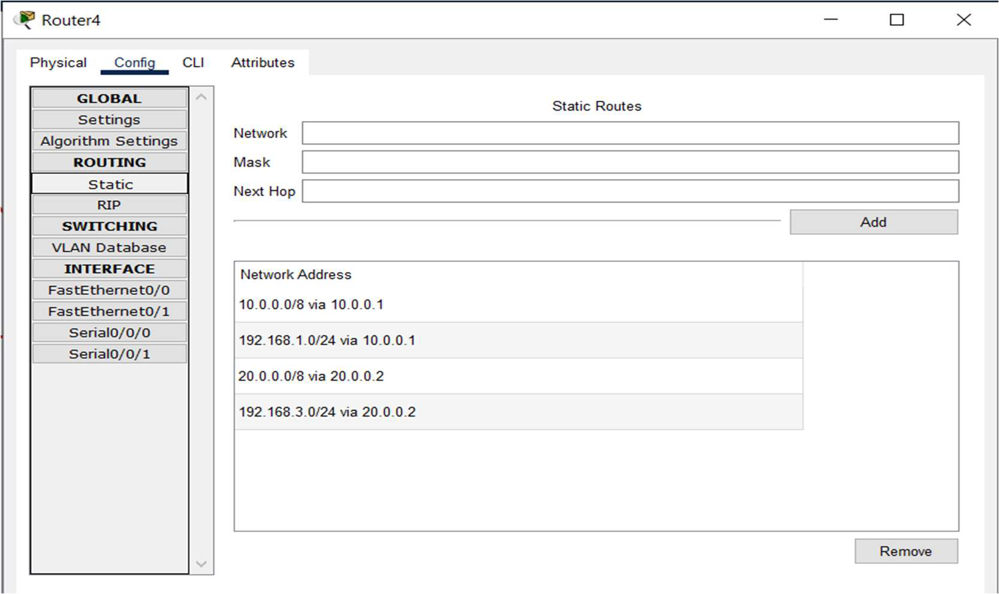 Router4
Physical Config CLI Attributes
GLOBAL
Settings
Algorithm Settings
ROUTING
Static
RIP
SWITCHING
VLAN Database
INTERFACE
FastEthernet0/0
FastEthernet0/1
Serial0/0/0
Serial0/0/1
Static Routes
Network
Mask
Next Hop
Add
Network Address
10.0.0.0/8 via 10.0.0.1
192.168.1.0/24 via 10.0.0.1
20.0.0.0/8 via 20.0.0.2
192.168.3.0/24 via 20.0.0.2
Remove